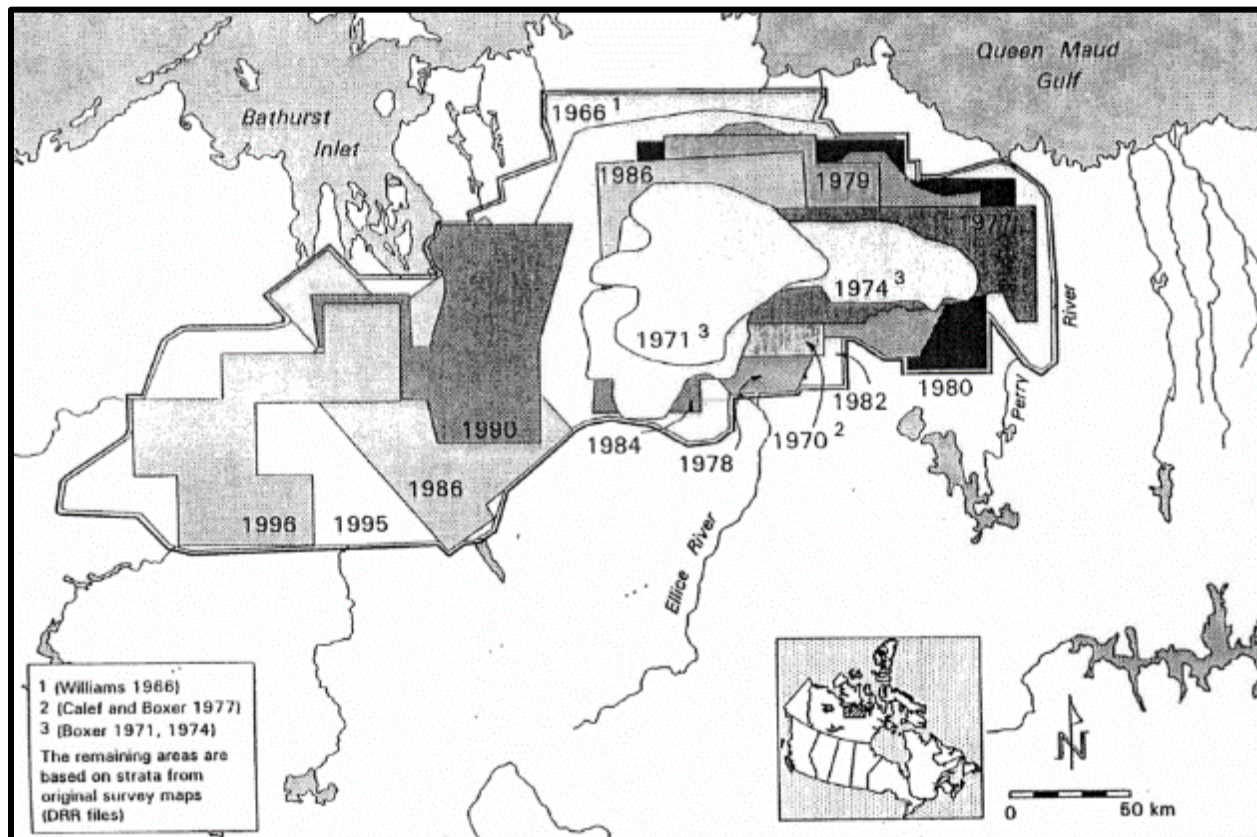 Queen Maud
Gulf
Bathurst
Inlet
1966 1
1986
1979
1977
1974 3
1971 3
River
Perry
1980
1982
1970 2
1978
1984
1990
1986
1995
1996
Ellice River
1 (Williams 1966)
2 (Calef and Boxer 1977)
3 (Boxer 1971, 1974)
The remaining areas are
based on strata from
original survey maps
(DRR files)
N
0 50 km